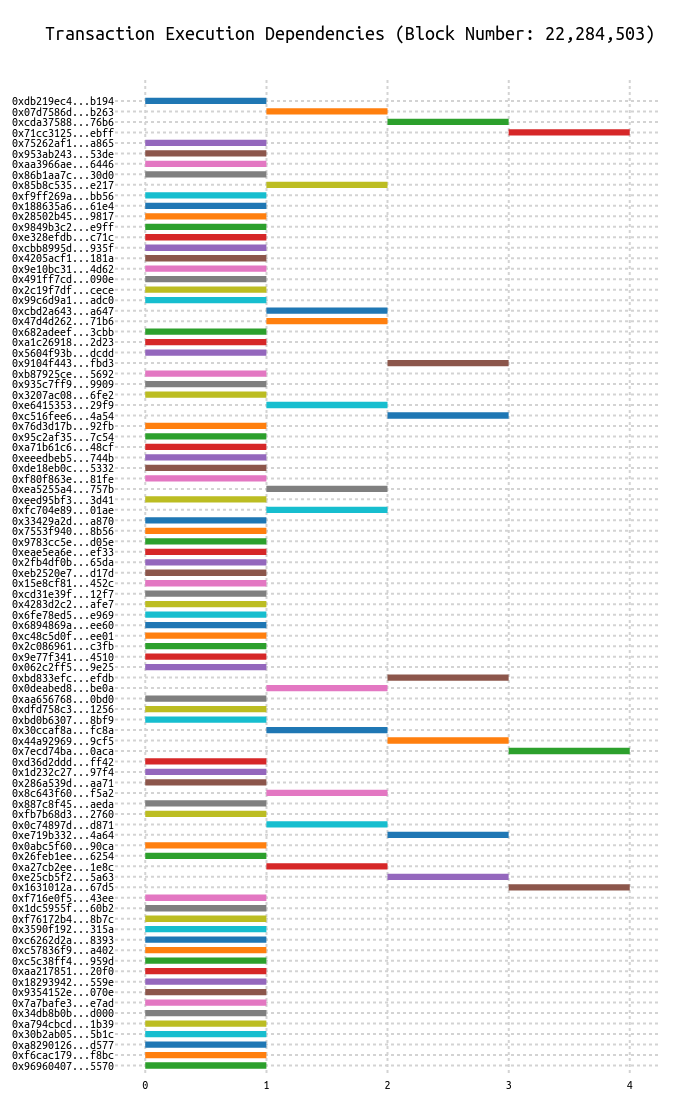 Transaction Execution Dependencies (Block Number: 22,284,503)
0xdb219ec4...b194
0x07d7586d...b263
0xcda37588...76b6
0x71cc3125...ebff
0x75262af1...a865
0x953ab243...53de
0xaa3966ae...6446
0x86b1aa7c...30d0
0x85b8c535...e217
0xf9ff269a...bb56
0x188635a6...61e4
0x28502b45...9817
0x9849b3c2...e9ff
0xe328efdb...c71c
0xcbb8995d...935f
0x4205acf1...181a
0x9e10bc31...4d62
0x491ff7cd...090e
0x2c19f7df...cece
0x99c6d9a1...adc0
0xcbd2a643...a647
0x47d4d262...71b6
0x682adeef...3cbb
0xa1c26918...2d23
0x5604f93b...dcdd
0x9104f443...fbd3
0xb87925ce...5692
0x935c7ff9...9909
0x3207ac08...6fe2
0xe6415353...29f9
0xc516fee6...4a54
0x76d3d17b...92fb
0x95c2af35...7c54
0xa71b61c6...48cf
0xeeedbeb5...744b
0xde18eb0c...5332
0xf80f863e...81fe
0xea5255a4...757b
0xeed95bf3...3d41
0xfc704e89...01ae
0x33429a2d...a870
0x7553f940...8b56
0x9783cc5e...d05e
0xeae5ea6e...ef33
0x2fb4df0b...65da
0xeb2520e7...d17d
0x15e8cf81...452c
0xcd31e39f...12f7
0x4283d2c2...afe7
0x6fe78ed5...e969
0x6894869a...ee60
0xc48c5d0f...ee01
0x2c086961...c3fb
0x9e77f341...4510
0x062c2ff5...9e25
0xbd833efc...efdb
0x0deabed8...be0a
0xaa656768...0bd0
0xdfd758c3...1256
0xbd0b6307...8bf9
0x30ccaf8a...fc8a
0x44a92969...9cf5
0x7ecd74ba...0aca
0xd36d2ddd...ff42
0x1d232c27...97f4
0x286a539d...aa71
0x8c643f60...f5a2
0x887c8f45...aeda
0xfb7b68d3...2760
0x0c74897d...d871
0xe719b332...4a64
0x0abc5f60...90ca
0x26feb1ee...6254
0xa27cb2ee...1e8c
0xe25cb5f2...5a63
0x1631012a...67d5
0xf716e0f5...43ee
0x1dc5955f...60b2
0xf76172b4...8b7c
0x3590f192...315a
0xc6262d2a...8393
0xc57836f9...a402
0xc5c38ff4...959d
0xaa217851...20f0
0x18293942...559e
0x9354152e...070e
0x7a7bafe3...e7ad
0x34db8b0b...d000
0xa794cbcd...1b39
0x30b2ab05...5b1c
0xa8290126...d577
0xf6cac179...f8bc
0x96960407...5570
0 1 2 3 4